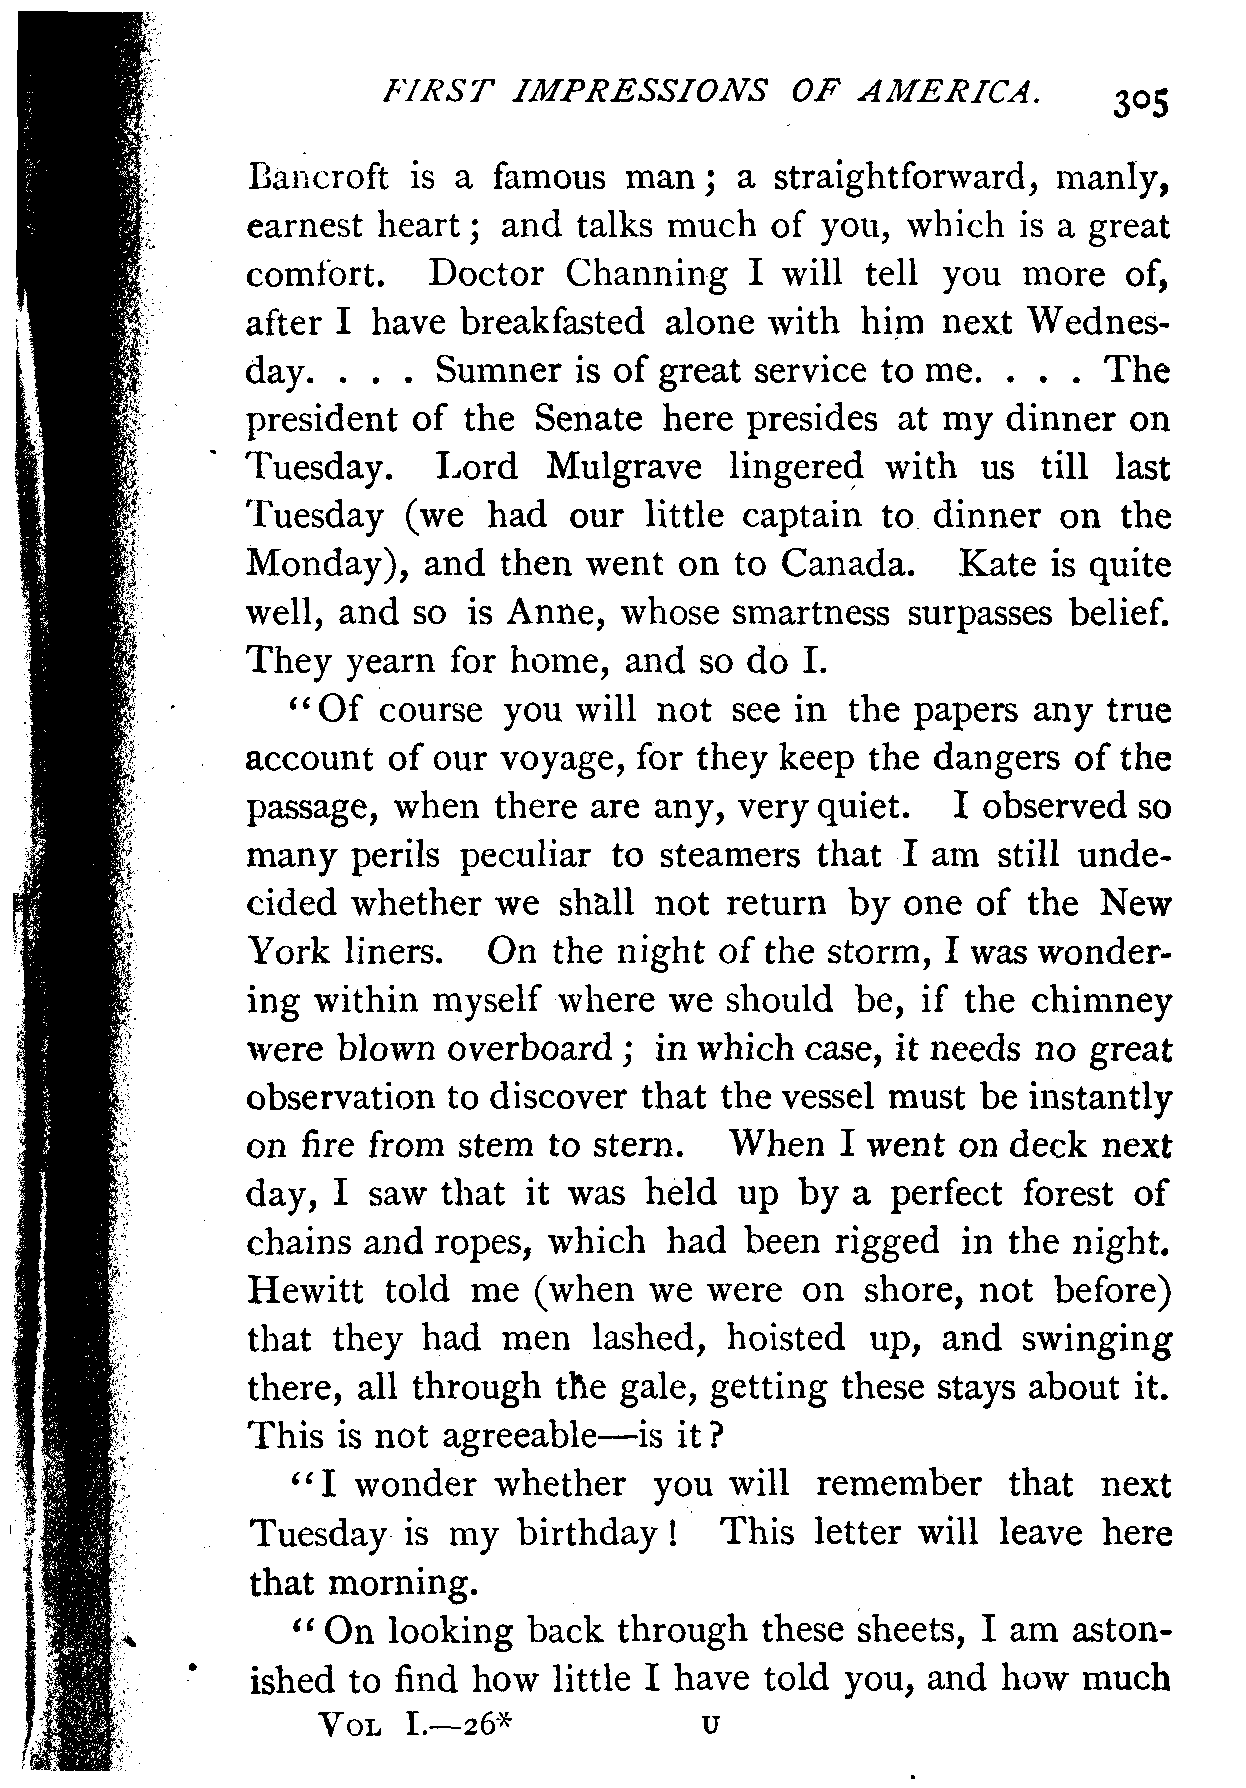 FIRST IMPRESSIONS OF AMERICA. 305
Bancroft is a famous man; a straightforward, manly,
earnest heart; and talks much of you, which is a great
comfort. Doctor Channing I will tell you more of,
after I have breakfasted alone with him next Wednes-
day. . . . Sumner is of great service to me. . . . The
president of the Senate here presides at my dinner on
Tuesday. Lord Mulgrave lingered with us till last
Tuesday (we had our little captain to dinner on the
Monday), and then went on to Canada. Kate is quite
well, and so is Anne, whose smartness surpasses belief.
They yearn for home, and so do I.
"Of course you will not see in the papers any true
account of our voyage, for they keep the dangers of the
passage, when there are any, very quiet. I observed so
many perils peculiar to steamers that I am still unde-
cided whether we shall not return by one of the New
York liners. On the night of the storm, I was wonder-
ing within myself where we should be, if the chimney
were blown overboard; in which case, it needs no great
observation to discover that the vessel must be instantly
on fire from stem to stern. When I went on deck next
day, I saw that it was held up by a perfect forest of
chains and ropes, which had been rigged in the night.
Hewitt told me (when we were on shore, not before)
that they had men lashed, hoisted up, and swinging
there, all through the gale, getting these stays about it.
This is not agreeable—is it?
"I wonder whether you will remember that next
Tuesday is my birthday! This letter will leave here
that morning.
"On looking back through these sheets, I am aston-
ished to find how little I have told you, and how much
VOL I.—26* U